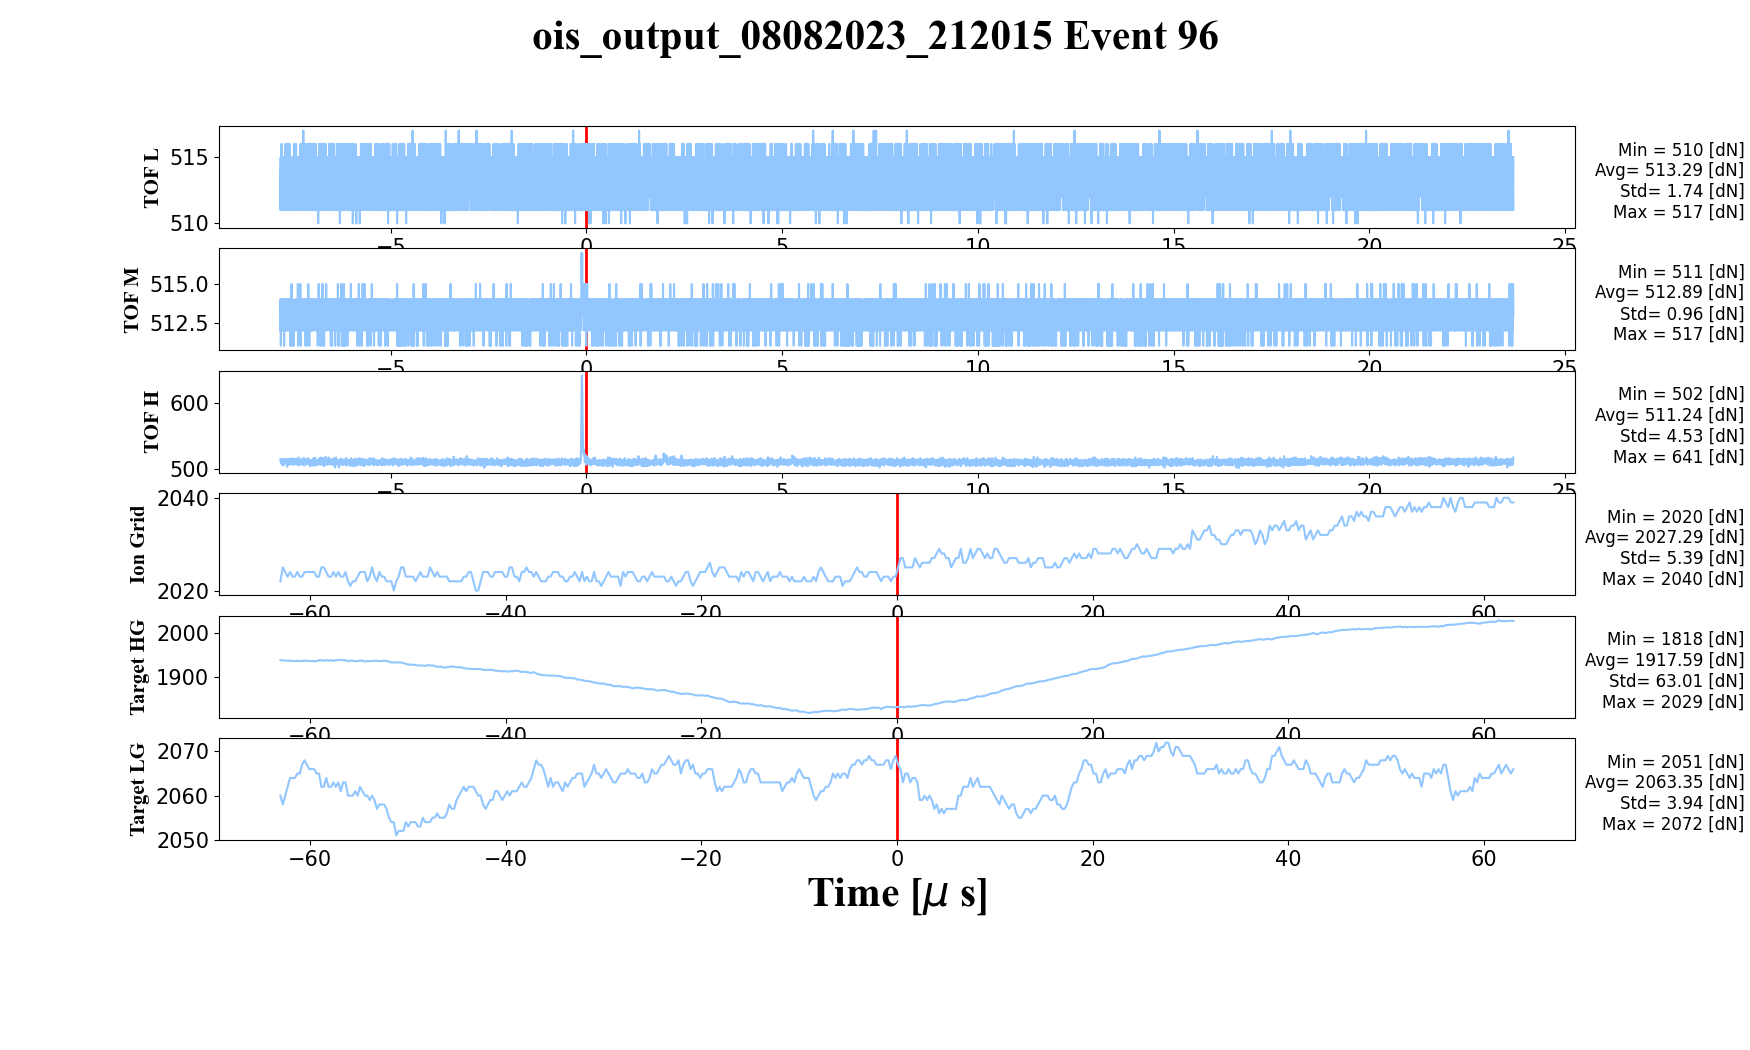 ois_output_08082023_212015 Event 96
TOF L
515
510
Min = 510 [dN]
Avg= 513.29 [dN]
Std= 1.74 [dN]
Max = 517 [dN]
−5 0 5 10 15 20 25
TOF M
515.0
512.5
Min = 511 [dN]
Avg= 512.89 [dN]
Std= 0.96 [dN]
Max = 517 [dN]
−5 0 5 10 15 20 25
TOF H
600
500
Min = 502 [dN]
Avg= 511.24 [dN]
Std= 4.53 [dN]
Max = 641 [dN]
−5 0 5 10 15 20 25
Ion Grid
2040
2020
Min = 2020 [dN]
Avg= 2027.29 [dN]
Std= 5.39 [dN]
Max = 2040 [dN]
−60 −40 −20 0 20 40 60
Target HG
2000
1900
Min = 1818 [dN]
Avg= 1917.59 [dN]
Std= 63.01 [dN]
Max = 2029 [dN]
−60 −40 −20 0 20 40 60
Target LG
2070
2060
2050
Min = 2051 [dN]
Avg= 2063.35 [dN]
Std= 3.94 [dN]
Max = 2072 [dN]
−60 −40 −20 0 20 40 60
Time [μ s]